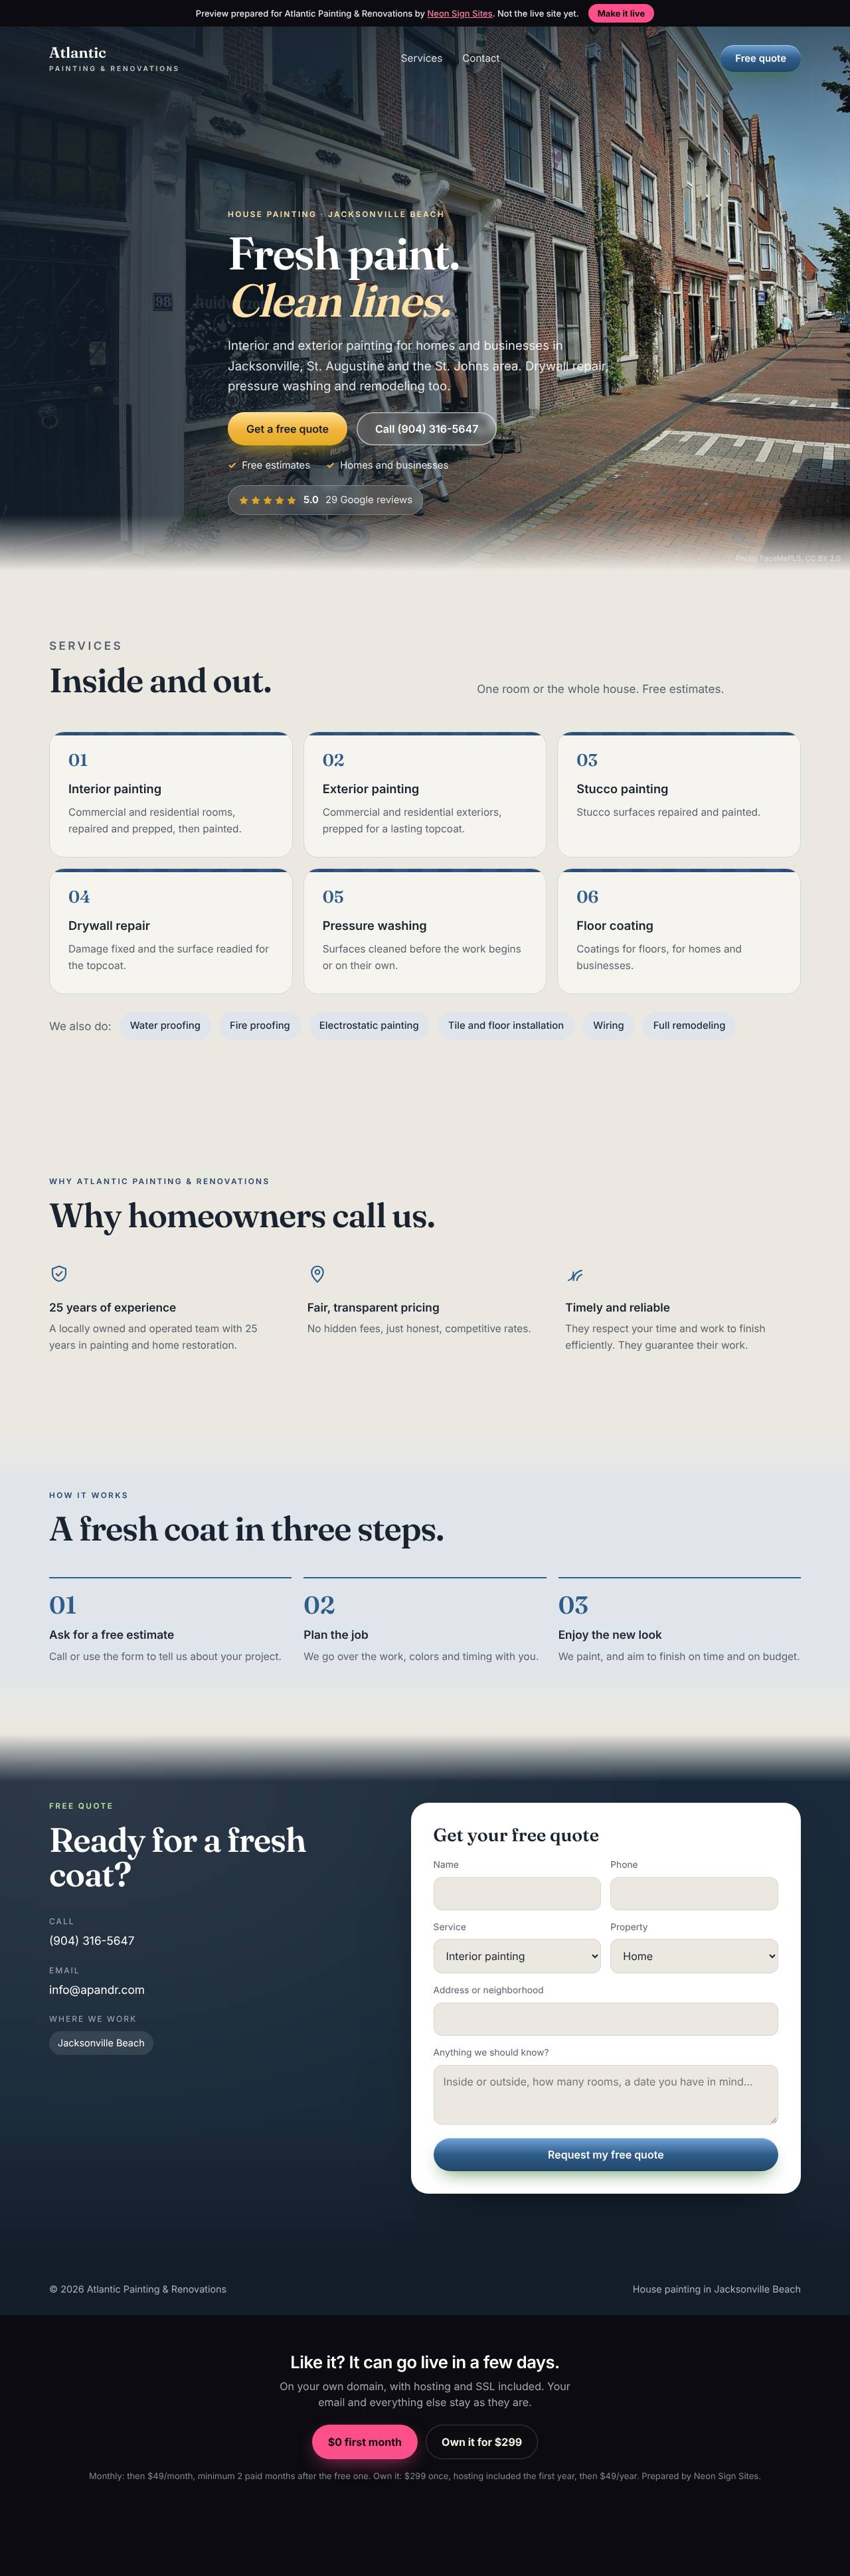 Preview prepared for Atlantic Painting & Renovations by Neon Sign Sites. Not the live site yet. Make it live
Atlantic
PAINTING & RENOVATIONS
Services Contact
Free quote
HOUSE PAINTING · JACKSONVILLE BEACH
Fresh paint.
Clean lines.
98
Interior and exterior painting for homes and businesses in
Jacksonville, St. Augustine and the St. Johns area. Drywall repair,
pressure washing and remodeling too.
Get a free quote Call (904) 316-5647
Free estimates Homes and businesses
5.0 29 Google reviews
Photo: FaceMePLS, CC BY 2.0
SERVICES
Inside and out.
One room or the whole house. Free estimates.
01
Interior painting
Commercial and residential rooms,
repaired and prepped, then painted.
02
Exterior painting
Commercial and residential exteriors,
prepped for a lasting topcoat.
03
Stucco painting
Stucco surfaces repaired and painted.
04
Drywall repair
Damage fixed and the surface readied for
the topcoat.
05
Pressure washing
Surfaces cleaned before the work begins
or on their own.
06
Floor coating
Coatings for floors, for homes and
businesses.
We also do: Water proofing Fire proofing Electrostatic painting Tile and floor installation Wiring Full remodeling
WHY ATLANTIC PAINTING & RENOVATIONS
Why homeowners call us.
25 years of experience
A locally owned and operated team with 25
years in painting and home restoration.
Fair, transparent pricing
No hidden fees, just honest, competitive rates.
Timely and reliable
They respect your time and work to finish
efficiently. They guarantee their work.
HOW IT WORKS
A fresh coat in three steps.
01
Ask for a free estimate
Call or use the form to tell us about your project.
02
Plan the job
We go over the work, colors and timing with you.
03
Enjoy the new look
We paint, and aim to finish on time and on budget.
FREE QUOTE
Ready for a fresh
coat?
CALL
(904) 316-5647
EMAIL
info@apandr.com
WHERE WE WORK
Jacksonville Beach
Get your free quote
Name Phone
Service Property
Interior painting Home
Address or neighborhood
Anything we should know?
Inside or outside, how many rooms, a date you have in mind...
Request my free quote
© 2026 Atlantic Painting & Renovations
House painting in Jacksonville Beach
Like it? It can go live in a few days.
On your own domain, with hosting and SSL included. Your
email and everything else stay as they are.
$0 first month Own it for $299
Monthly: then $49/month, minimum 2 paid months after the free one. Own it: $299 once, hosting included the first year, then $49/year. Prepared by Neon Sign Sites.